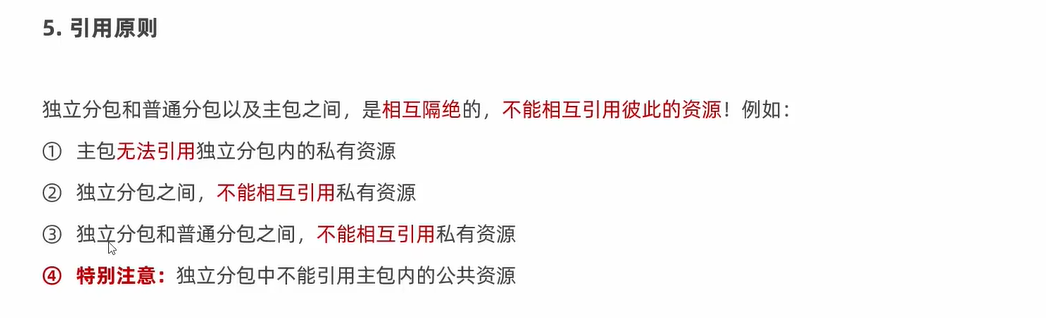 5. 引用原则
独立分包和普通分包以及主包之间，是相互隔绝的，不能相互引用彼此的资源！例如：
① 主包无法引用独立分包内的私有资源
② 独立分包之间，不能相互引用私有资源
③ 独立分包和普通分包之间，不能相互引用私有资源
④ 特别注意：独立分包中不能引用主包内的公共资源